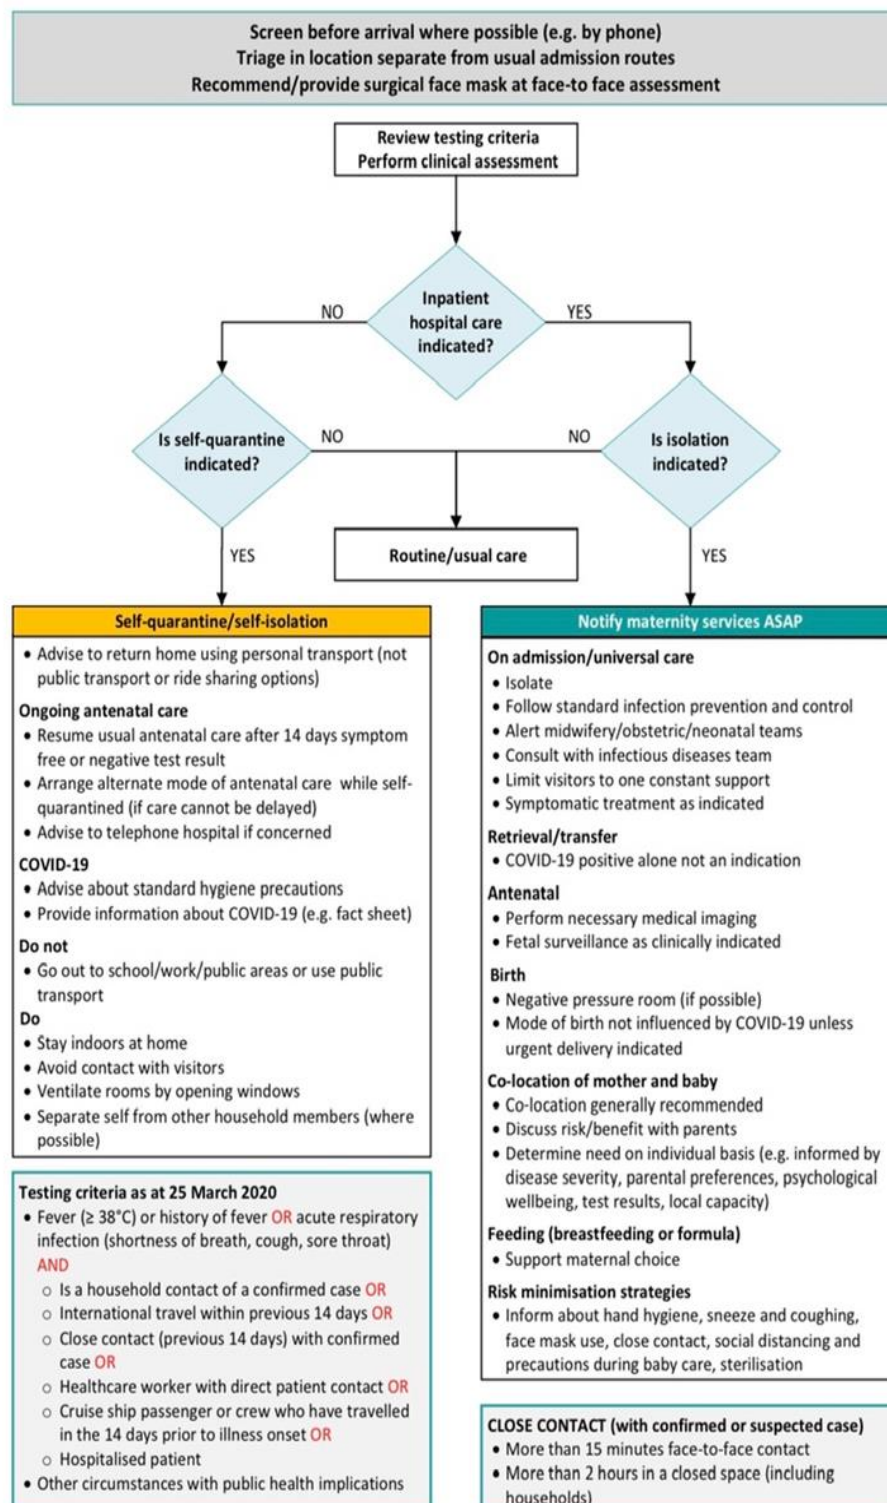 Screen before arrival where possible (e.g. by phone)
Triage in location separate from usual admission routes
Recommend/provide surgical face mask at face-to face assessment
Review testing criteria
Perform clinical assessment
Inpatient
hospital care
indicated?
NO
YES
Is self-quarantine
indicated?
NO
NO
Is isolation
indicated?
YES
Routine/usual care
YES
Self-quarantine/self-isolation
• Advise to return home using personal transport (not
public transport or ride sharing options)
Ongoing antenatal care
• Resume usual antenatal care after 14 days symptom
free or negative test result
• Arrange alternate mode of antenatal care while self-
quarantined (if care cannot be delayed)
• Advise to telephone hospital if concerned
COVID-19
• Advise about standard hygiene precautions
• Provide information about COVID-19 (e.g. fact sheet)
Do not
• Go out to school/work/public areas or use public
transport
Do
• Stay indoors at home
• Avoid contact with visitors
• Ventilate rooms by opening windows
• Separate self from other household members (where
possible)
Testing criteria as at 25 March 2020
• Fever (≥ 38°C) or history of fever OR acute respiratory
infection (shortness of breath, cough, sore throat)
AND
o Is a household contact of a confirmed case OR
o International travel within previous 14 days OR
o Close contact (previous 14 days) with confirmed
case OR
o Healthcare worker with direct patient contact OR
o Cruise ship passenger or crew who have travelled
in the 14 days prior to illness onset OR
o Hospitalised patient
• Other circumstances with public health implications
Notify maternity services ASAP
On admission/universal care
• Isolate
• Follow standard infection prevention and control
• Alert midwifery/obstetric/neonatal teams
• Consult with infectious diseases team
• Limit visitors to one constant support
• Symptomatic treatment as indicated
Retrieval/transfer
• COVID-19 positive alone not an indication
Antenatal
• Perform necessary medical imaging
• Fetal surveillance as clinically indicated
Birth
• Negative pressure room (if possible)
• Mode of birth not influenced by COVID-19 unless
urgent delivery indicated
Co-location of mother and baby
• Co-location generally recommended
• Discuss risk/benefit with parents
• Determine need on individual basis (e.g. informed by
disease severity, parental preferences, psychological
wellbeing, test results, local capacity)
Feeding (breastfeeding or formula)
• Support maternal choice
Risk minimisation strategies
• Inform about hand hygiene, sneeze and coughing,
face mask use, close contact, social distancing and
precautions during baby care, sterilisation
CLOSE CONTACT (with confirmed or suspected case)
• More than 15 minutes face-to-face contact
• More than 2 hours in a closed space (including
households)